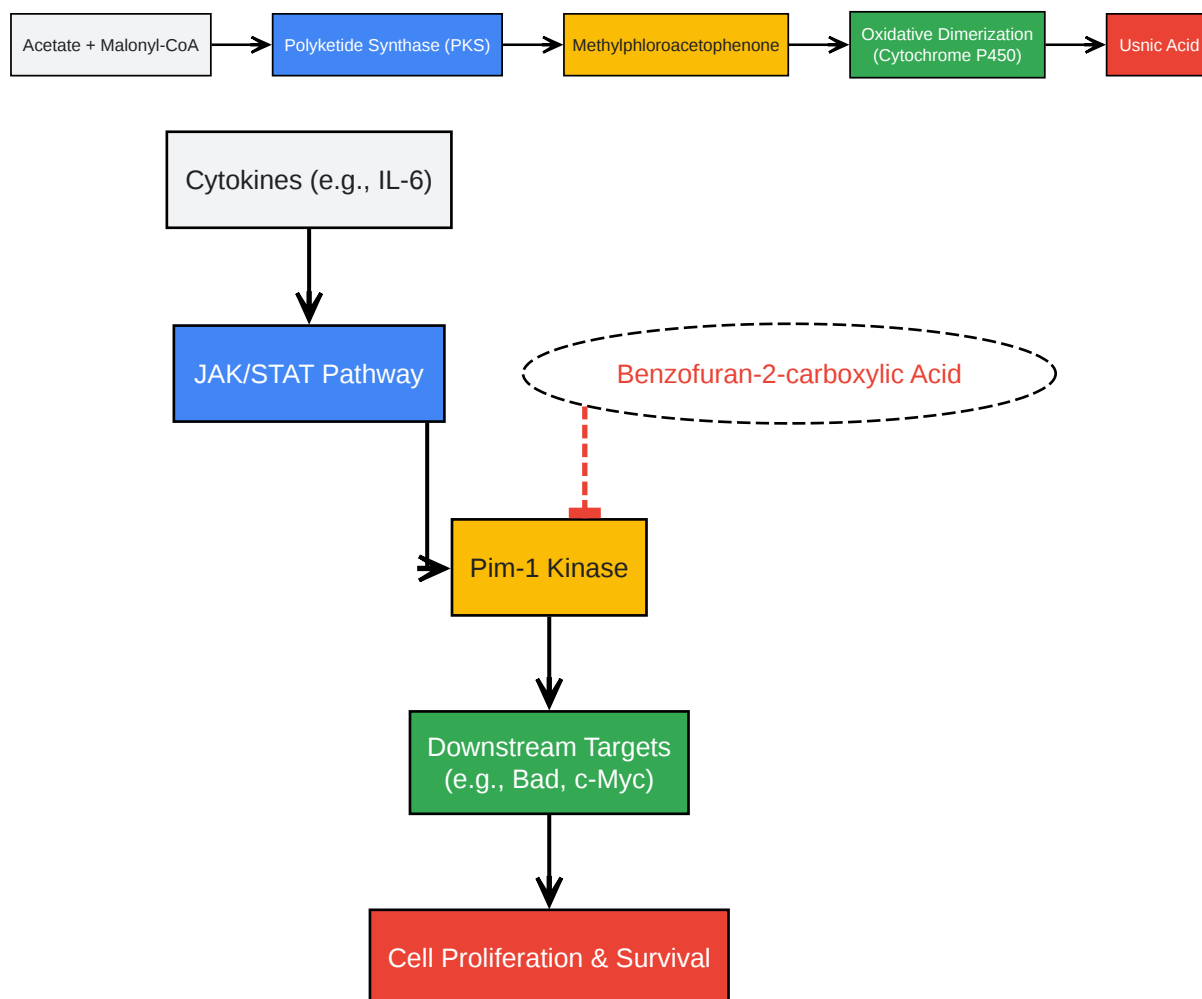 Acetate + Malonyl-CoA
Polyketide Synthase (PKS)
Methylphloroacetophenone
Oxidative Dimerization
(Cytochrome P450)
Usnic Acid
Cytokines (e.g., IL-6)
JAK/STAT Pathway
Benzofuran-2-carboxylic Acid
Pim-1 Kinase
Downstream Targets
(e.g., Bad, c-Myc)
Cell Proliferation & Survival